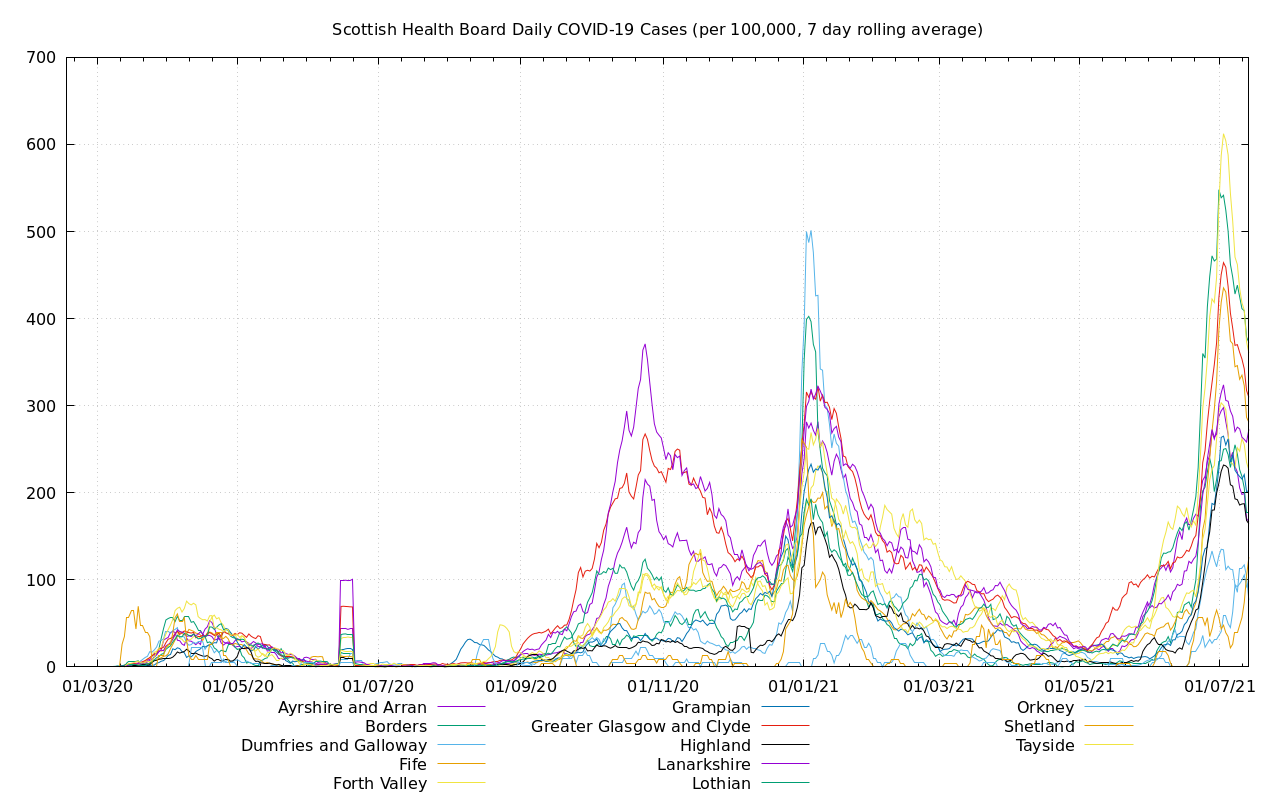 Scottish Health Board Daily COVID-19 Cases (per 100,000, 7 day rolling average)
700
600
500
400
300
200
100
0
01/03/20 01/05/20 01/07/20 01/09/20 01/11/20 01/01/21 01/03/21 01/05/21 01/07/21
Ayrshire and Arran
Borders
Dumfries and Galloway
Fife
Forth Valley
Grampian
Greater Glasgow and Clyde
Highland
Lanarkshire
Lothian
Orkney
Shetland
Tayside